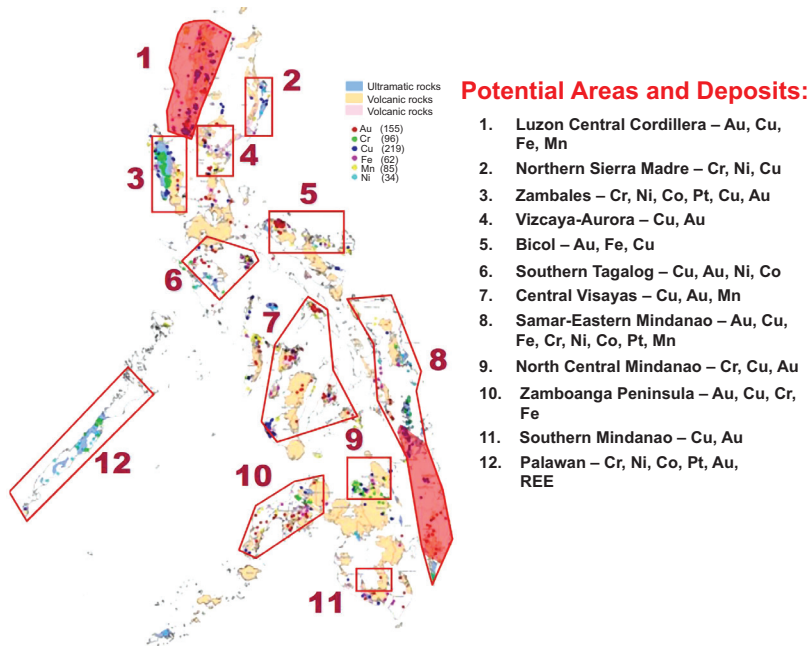 1
2
3
4
5
6
7
8
9
10
11
12
Ultramatic rocks
Volcanic rocks
Volcanic rocks
Au (155)
Cr (96)
Cu (219)
Fe (62)
Mn (85)
Ni (34)
Potential Areas and Deposits:
1. Luzon Central Cordillera – Au, Cu,
Fe, Mn
2. Northern Sierra Madre – Cr, Ni, Cu
3. Zambales – Cr, Ni, Co, Pt, Cu, Au
4. Vizcaya-Aurora – Cu, Au
5. Bicol – Au, Fe, Cu
6. Southern Tagalog – Cu, Au, Ni, Co
7. Central Visayas – Cu, Au, Mn
8. Samar-Eastern Mindanao – Au, Cu,
Fe, Cr, Ni, Co, Pt, Mn
9. North Central Mindanao – Cr, Cu, Au
10. Zamboanga Peninsula – Au, Cu, Cr,
Fe
11. Southern Mindanao – Cu, Au
12. Palawan – Cr, Ni, Co, Pt, Au,
REE